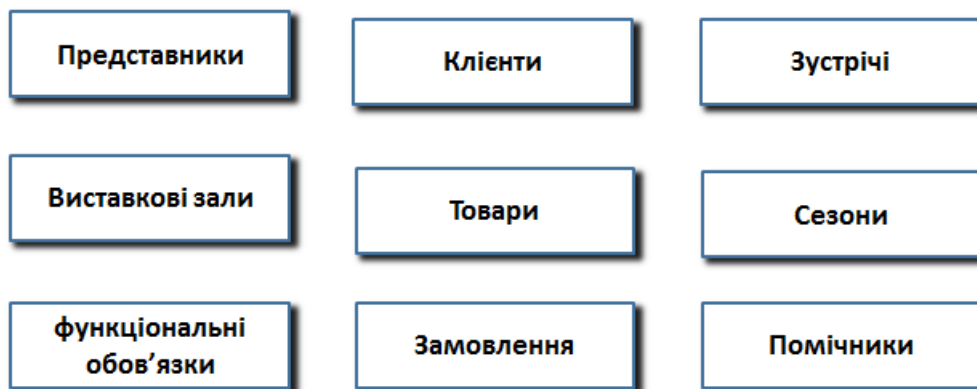 Представники
Клієнти
Зустрічі
Виставкові зали
Товари
Сезони
функціональні
обов’язки
Замовлення
Помічники